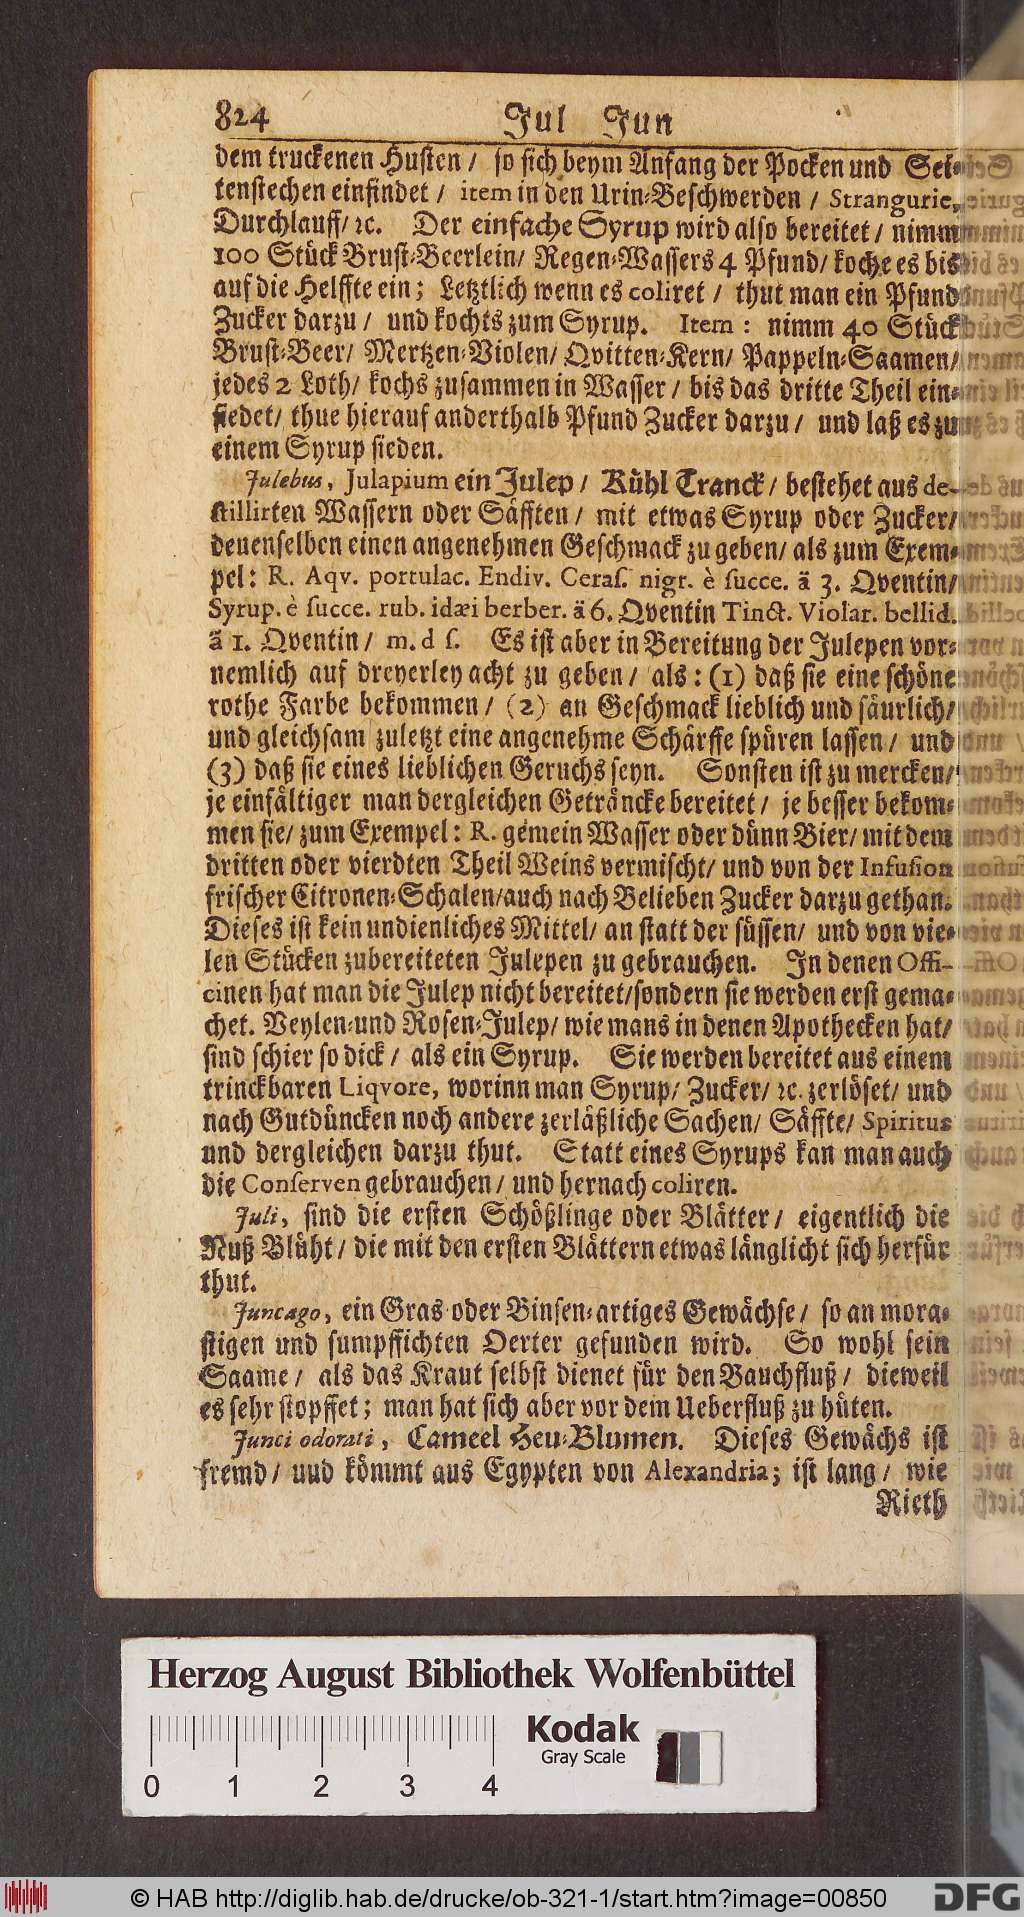 824 Jul Jun
dem truckenen Husten / so sich beym Anfang der Pocken und Sei-
tenstechen einfindet / item in den Urin-Beschwerden / Strangurie,
Durchlauff/ ꝛc. Der einfache Syrup wird also bereitet / nimm
100 Stück Brust-Beerlein/ Regen-Wassers 4 Pfund/ koche es bis
auf die Helffte ein; Letztlich wenn es coliret / thut man ein Pfund
Zucker darzu / und kochts zum Syrup. Item: nimm 40 Stück
Brust-Beer/ Mertzen-Violen/ Qvitten-Kern/ Pappeln-Saamen/
jedes 2 Loth/ kochs zusammen in Wasser / bis das dritte Theil ein-
siedet/ thue hierauf anderthalb Pfund Zucker darzu / und laß es zu
einem Syrup sieden.
Julebus, Julapium ein Julep / Kühl Tranck / bestehet aus de-
stillirten Wassern oder Säfften / mit etwas Syrup oder Zucker/
deuenselben einen angenehmen Geschmack zu geben/ als zum Exem-
pel: R. Aqv. portulac. Endiv. Ceraſ. nigr. è ſucce. ä 3. Qventin/
Syrup. è ſucce. rub. idæi berber. ä 6. Qventin Tinct. Violar. bellid.
ã 1. Qventin / m. d ſ. Es ist aber in Bereitung der Julepen vor-
nemlich auf dreyerley acht zu geben / als: (1) daß sie eine schöne
rothe Farbe bekommen / (2) an Geschmack lieblich und säurlich/
und gleichsam zuletzt eine angenehme Schärffe spüren lassen / und
(3) daß sie eines lieblichen Geruchs seyn. Sonsten ist zu mercken/
je einfältiger man dergleichen Geträncke bereitet / je besser bekom-
men sie/ zum Exempel: R. gemein Wasser oder dünn Bier/ mit dem
dritten oder vierdten Theil Weins vermischt/ und von der Infuſion
frischer Citronen-Schalen/auch nach Belieben Zucker darzu gethan.
Dieses ist kein undienliches Mittel/ an statt der süssen/ und von vie-
len Stücken zubereiteten Julepen zu gebrauchen. In denen Offi-
cinen hat man die Julep nicht bereitet/sondern sie werden erst gema-
chet. Veylen-und Rosen-Julep/ wie mans in denen Apothecken hat/
sind schier so dick / als ein Syrup. Sie werden bereitet aus einem
trinckbaren Liqvore, worinn man Syrup/ Zucker/ ꝛc. zerlöset/ und
nach Gutdüncken noch andere zerläßliche Sachen/ Säffte/ Spiritus
und dergleichen darzu thut. Statt eines Syrups kan man auch
die Conſerven gebrauchen / und hernach coliren.
Juli, sind die ersten Schößlinge oder Blätter / eigentlich die
Nuß Blüht / die mit den ersten Blättern etwas länglicht sich herfür
thut.
Juncago, ein Gras oder Binsen-artiges Gewächse / so an mora-
stigen und sumpffichten Oerter gefunden wird. So wohl sein
Saame / als das Kraut selbst dienet für den Bauchfluß / dieweil
es sehr stopffet; man hat sich aber vor dem Ueberfluß zu hüten.
Junci odorati, Cameel Heu-Blumen. Dieses Gewächs ist
fremd / uud kömmt aus Egypten von Alexandria; ist lang / wie
Rieth
Herzog August Bibliothek Wolfenbüttel
Kodak
Gray Scale
0 1 2 3 4
© HAB http://diglib.hab.de/drucke/ob-321-1/start.htm?image=00850
DFG